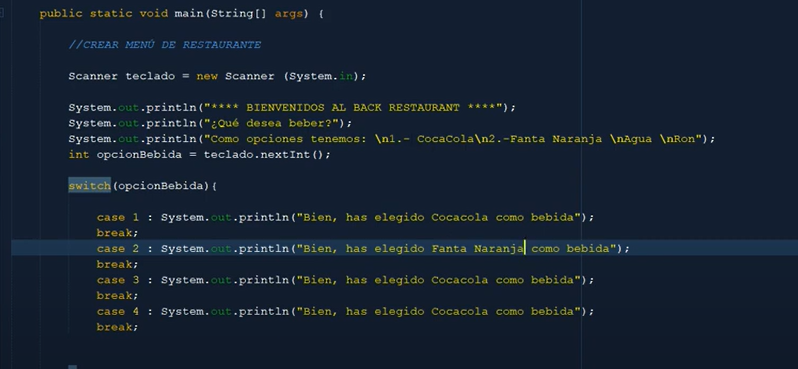 public static void main(String[] args) {
//CREAR MENÚ DE RESTAURANTE
Scanner teclado = new Scanner (System.in);
System.out.println("**** BIENVENIDOS AL BACK RESTAURANT ****");
System.out.println("¿Qué desea beber?");
System.out.println("Como opciones tenemos: \n1.- CocaCola\n2.-Fanta Naranja \nAgua \nRon");
int opcionBebida = teclado.nextInt();
switch(opcionBebida){
case 1 : System.out.println("Bien, has elegido Cocacola como bebida");
break;
case 2 : System.out.println("Bien, has elegido Fanta Naranja como bebida");
break;
case 3 : System.out.println("Bien, has elegido Cocacola como bebida");
break;
case 4 : System.out.println("Bien, has elegido Cocacola como bebida");
break;